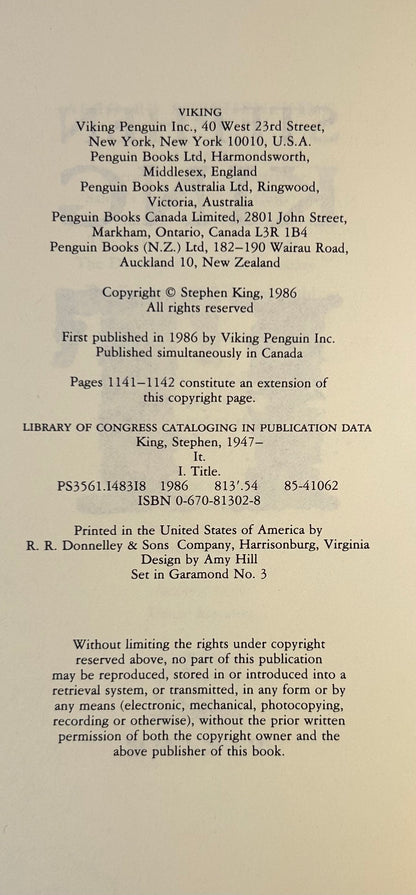 VIKING
Viking Penguin Inc., 40 West 23rd Street,
New York, New York 10010, U.S.A.
Penguin Books Ltd, Harmondsworth,
Middlesex, England
Penguin Books Australia Ltd, Ringwood,
Victoria, Australia
Penguin Books Canada Limited, 2801 John Street,
Markham, Ontario, Canada L3R 1B4
Penguin Books (N.Z.) Ltd, 182–190 Wairau Road,
Auckland 10, New Zealand
Copyright © Stephen King, 1986
All rights reserved
First published in 1986 by Viking Penguin Inc.
Published simultaneously in Canada
Pages 1141–1142 constitute an extension of
this copyright page.
LIBRARY OF CONGRESS CATALOGING IN PUBLICATION DATA
King, Stephen, 1947–
It.
I. Title.
PS3561.I483I8 1986 813'.54 85-41062
ISBN 0-670-81302-8
Printed in the United States of America by
R. R. Donnelley & Sons Company, Harrisonburg, Virginia
Design by Amy Hill
Set in Garamond No. 3
Without limiting the rights under copyright
reserved above, no part of this publication
may be reproduced, stored in or introduced into a
retrieval system, or transmitted, in any form or by
any means (electronic, mechanical, photocopying,
recording or otherwise), without the prior written
permission of both the copyright owner and the
above publisher of this book.